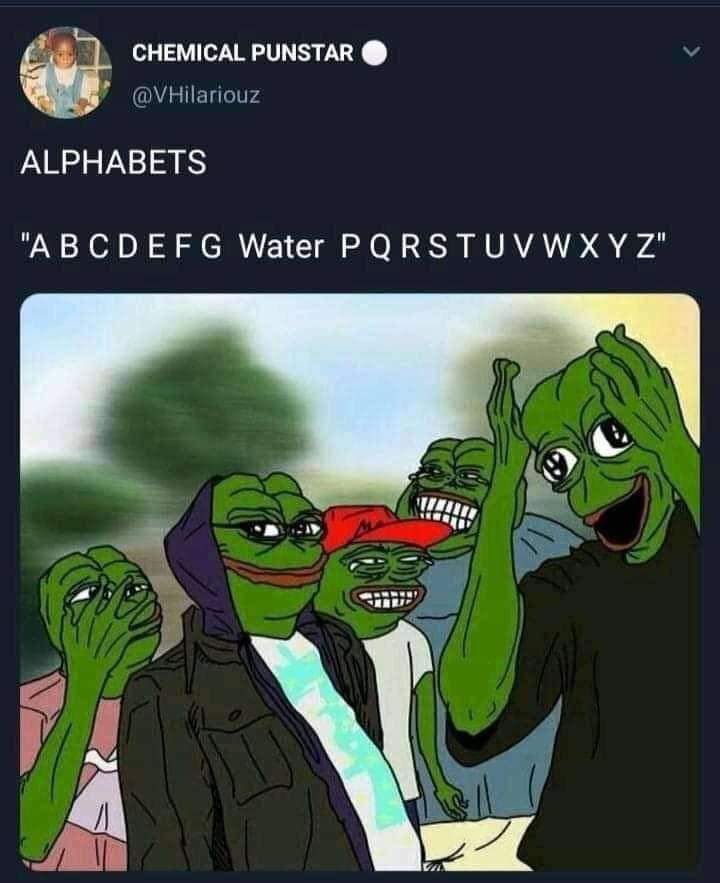 CHEMICAL PUNSTAR
@VHilariouz
ALPHABETS
"A B C D E F G Water P Q R S T U V W X Y Z"